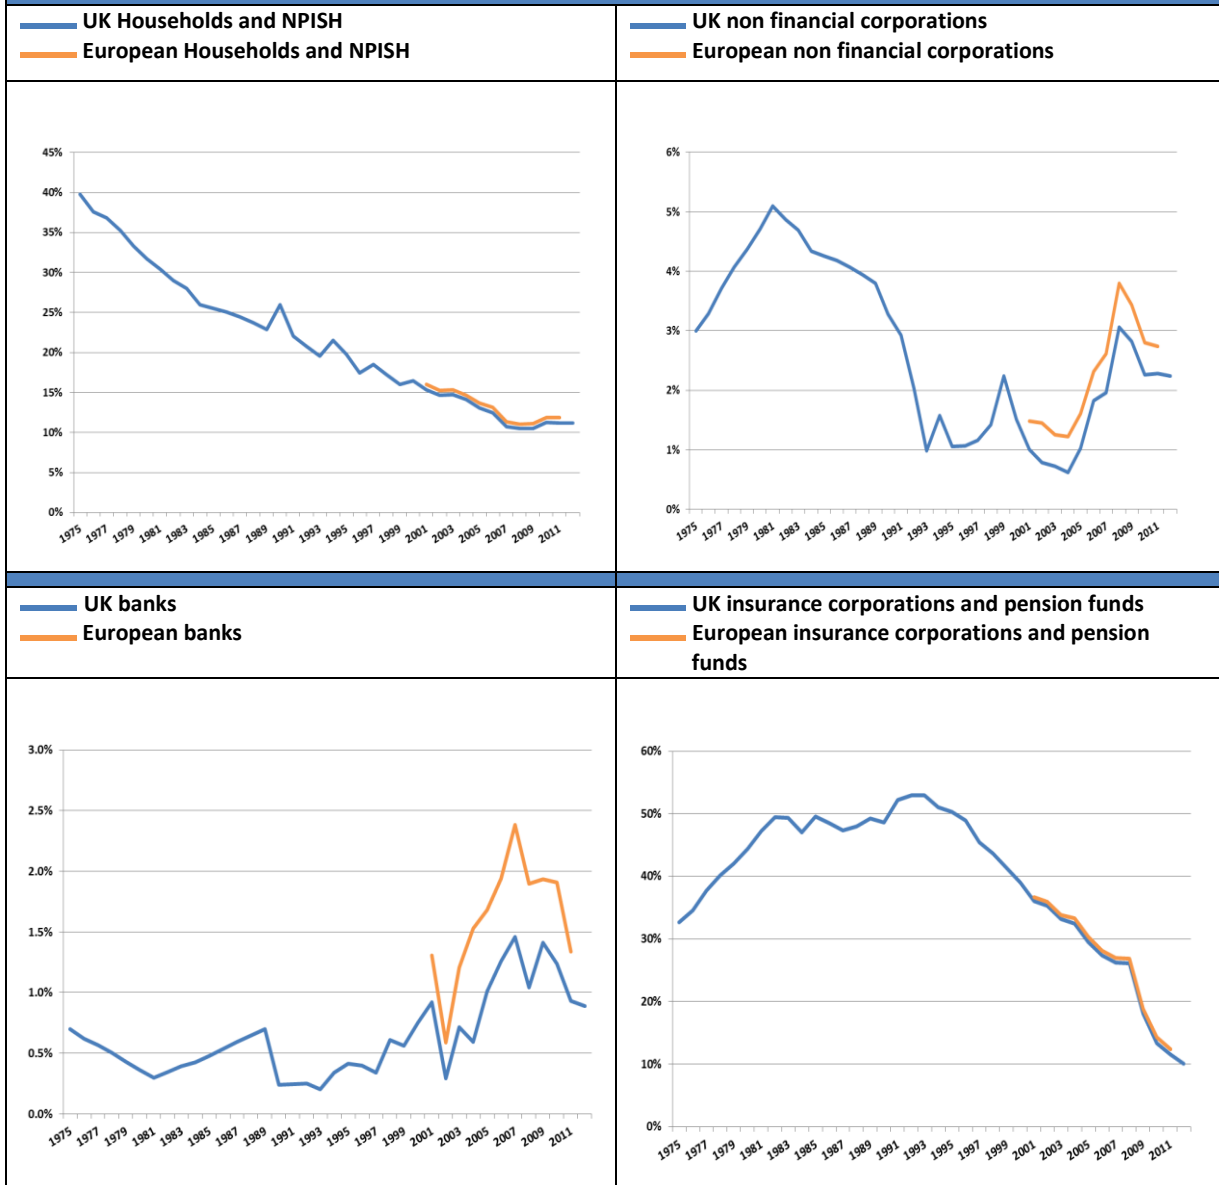 UK Households and NPISH
European Households and NPISH
UK non financial corporations
European non financial corporations
45%
40%
35%
30%
25%
20%
15%
10%
5%
0%
1975 1977 1979 1981 1983 1985 1987 1989 1991 1993 1995 1997 1999 2001 2003 2005 2007 2009 2011
6%
5%
4%
3%
2%
1%
0%
1975 1977 1979 1981 1983 1985 1987 1989 1991 1993 1995 1997 1999 2001 2003 2005 2007 2009 2011
UK banks
European banks
UK insurance corporations and pension funds
European insurance corporations and pension
funds
3.0%
2.5%
2.0%
1.5%
1.0%
0.5%
0.0%
1975 1977 1979 1981 1983 1985 1987 1989 1991 1993 1995 1997 1999 2001 2003 2005 2007 2009 2011
60%
50%
40%
30%
20%
10%
0%
1975 1977 1979 1981 1983 1985 1987 1989 1991 1993 1995 1997 1999 2001 2003 2005 2007 2009 2011